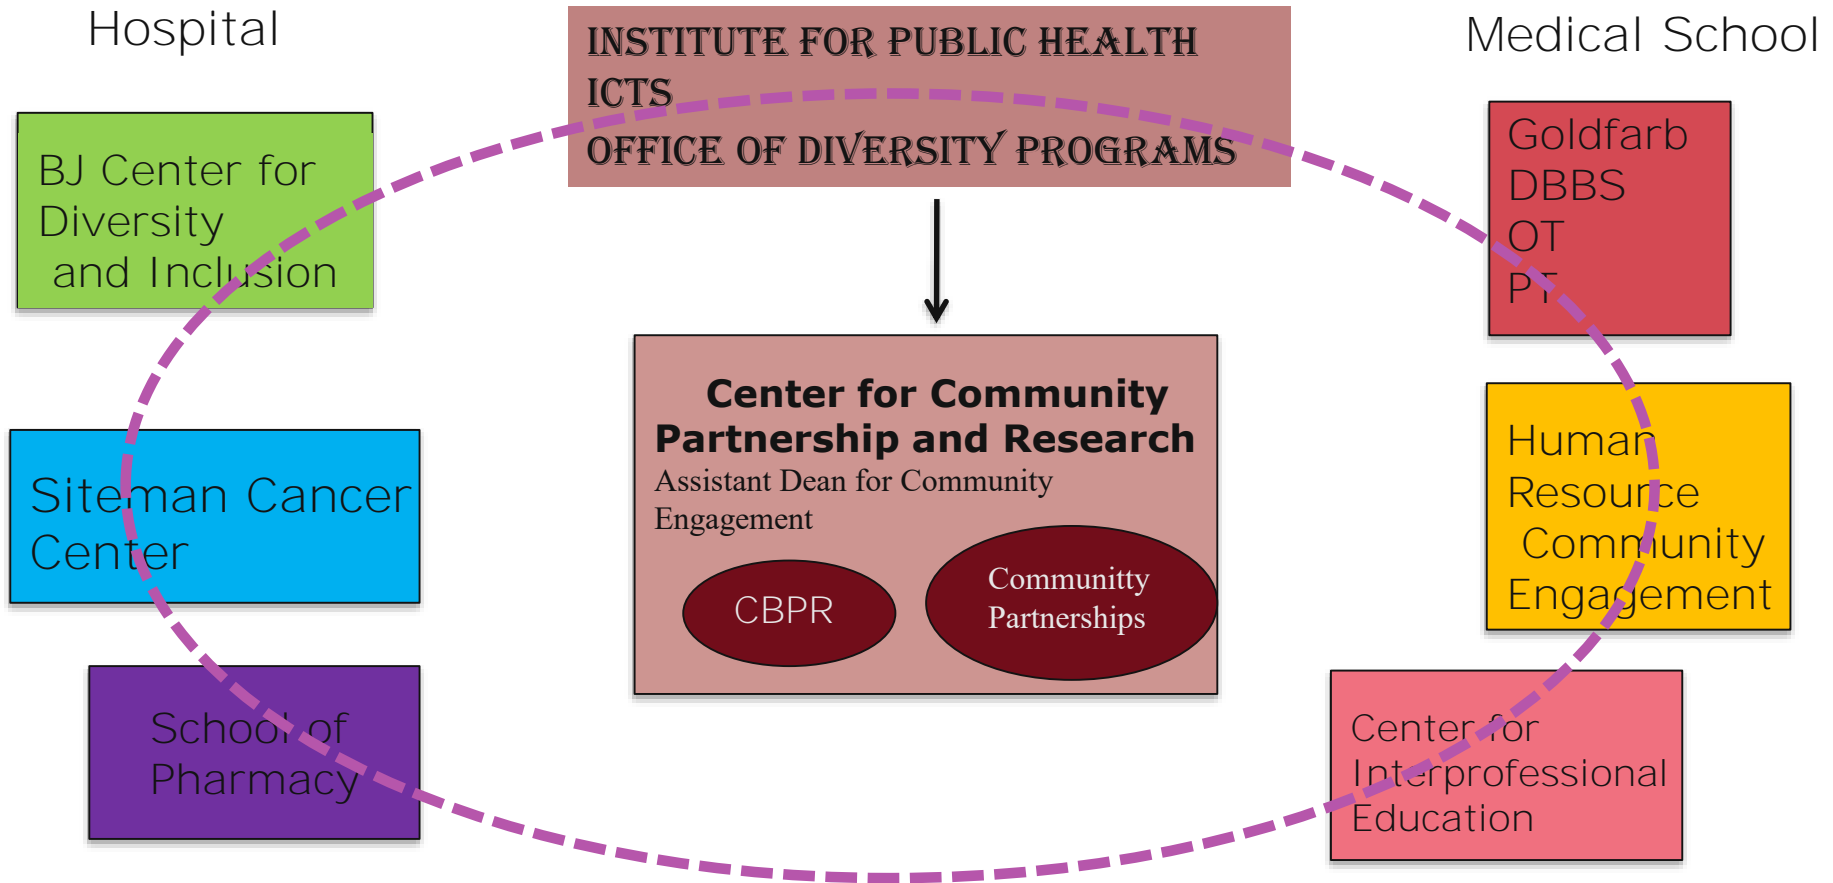 Hospital
INSTITUTE FOR PUBLIC HEALTH
ICTS
OFFICE OF DIVERSITY PROGRAMS
Medical School
BJ Center for
Diversity
and Inclusion
Goldfarb
DBBS
OT
PT
Center for Community
Partnership and Research
Assistant Dean for Community
Engagement
CBPR
Communitty
Partnerships
Siteman Cancer
Center
Human
Resource
Community
Engagement
School of
Pharmacy
Center for
Interprofessional
Education